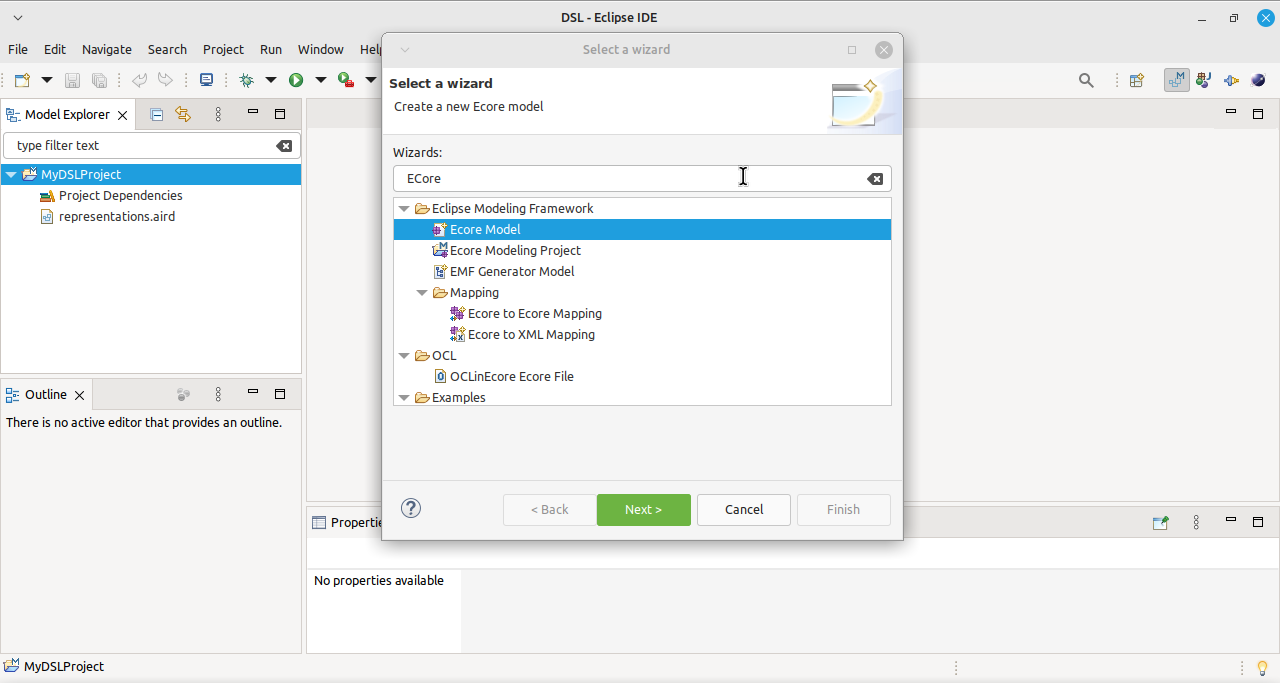 DSL - Eclipse IDE
File Edit Navigate Search Project Run Window Help
Select a wizard
Select a wizard
Create a new Ecore model
Model Explorer
type filter text
MyDSLProject
Project Dependencies
representations.aird
Wizards:
ECore
Eclipse Modeling Framework
Ecore Model
Ecore Modeling Project
EMF Generator Model
Mapping
Ecore to Ecore Mapping
Ecore to XML Mapping
OCL
OCLinEcore Ecore File
Examples
Outline
There is no active editor that provides an outline.
< Back Next > Cancel Finish
Properti
No properties available
MyDSLProject